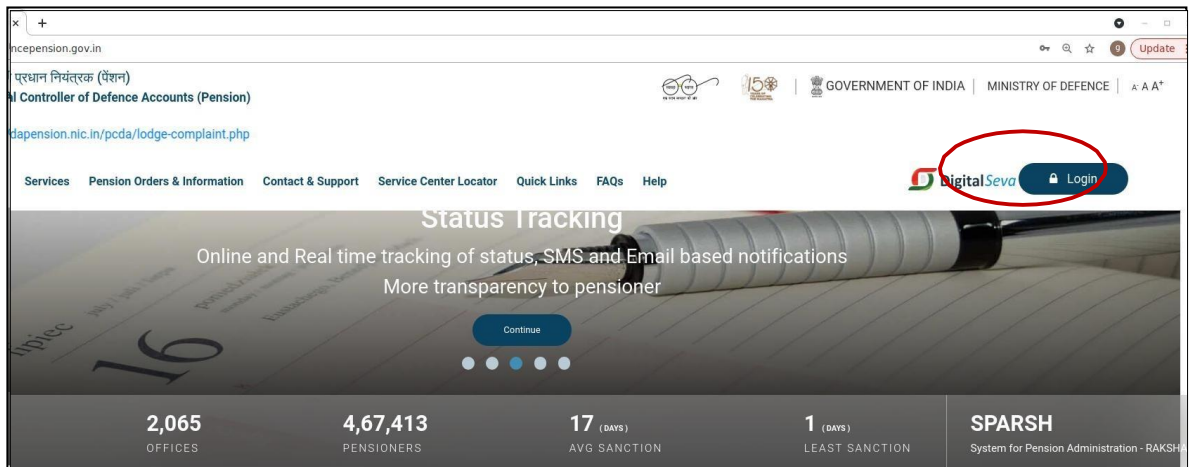 × +
ncepension.gov.in
Update
प्रधान नियंत्रक (पेंशन)
GOVERNMENT OF INDIA | MINISTRY OF DEFENCE | A- A A+
al Controller of Defence Accounts (Pension)
dapension.nic.in/pcda/lodge-complaint.php
Services Pension Orders & Information Contact & Support Service Center Locator Quick Links FAQs Help
DigitalSeva Login
Status Tracking
Online and Real time tracking of status, SMS and Email based notifications
More transparency to pensioner
Continue
16
2,065 4,67,413 17 (DAYS) 1 (DAYS) SPARSH
OFFICES PENSIONERS AVG SANCTION LEAST SANCTION System for Pension Administration - RAKSHA